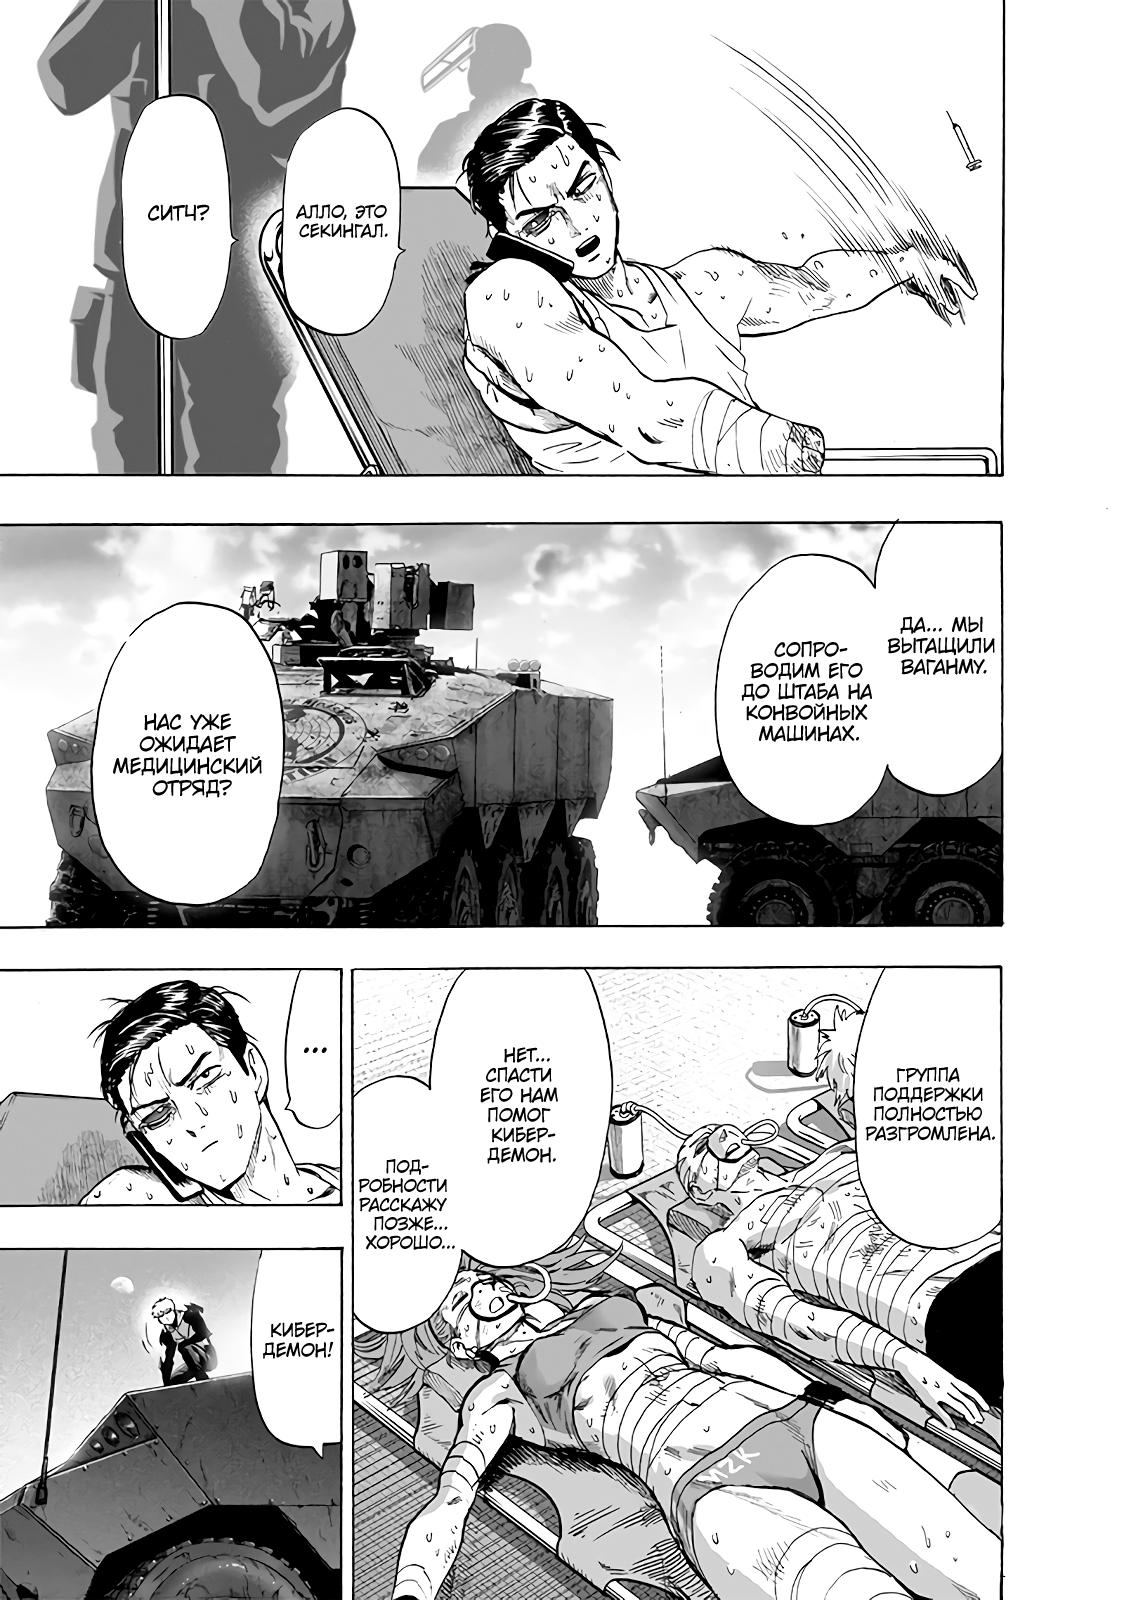 АЛЛО, ЭТО
СЕКИНГАЛ.
СИТЧ?
ДА... МЫ
ВЫТАЩИЛИ
ВАГАНМУ.
СОПРО-
ВОДИМ ЕГО
ДО ШТАБА НА
КОНВОЙНЫХ
МАШИНАХ.
НАС УЖЕ
ОЖИДАЕТ
МЕДИЦИНСКИЙ
ОТРЯД?
ГРУППА
ПОДДЕРЖКИ
ПОЛНОСТЬЮ
РАЗГРОМЛЕНА.
НЕТ...
СПАСТИ
ЕГО НАМ
ПОМОГ
КИБЕР-
ДЕМОН.
ПОД-
РОБНОСТИ
РАССКАЖУ
ПОЗЖЕ...
ХОРОШО...
M2K
...
КИБЕР-
ДЕМОН!